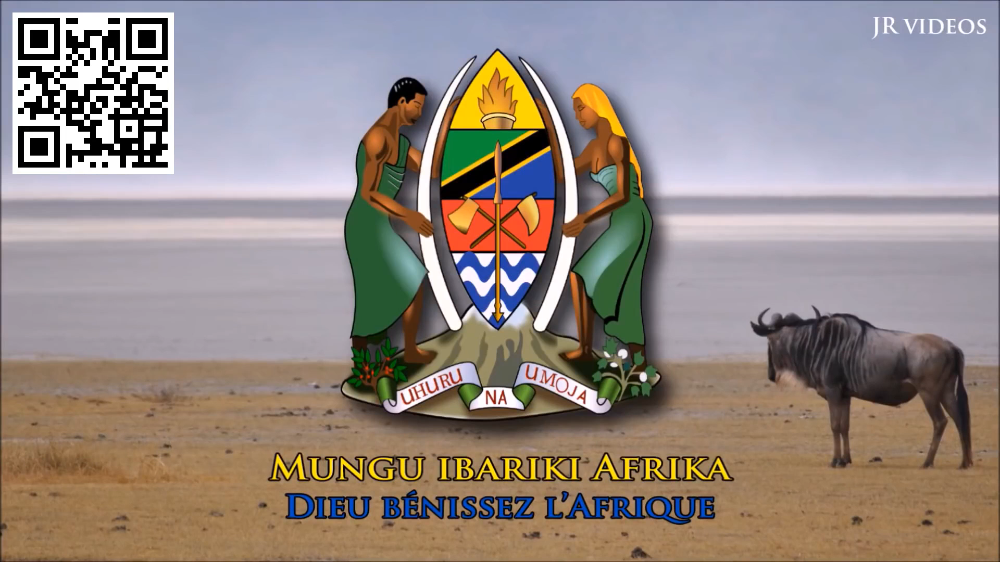 JR VIDEOS
UHURU NA UMOJA
MUNGU IBARIKI AFRIKA
DIEU BÉNISSEZ L'AFRIQUE